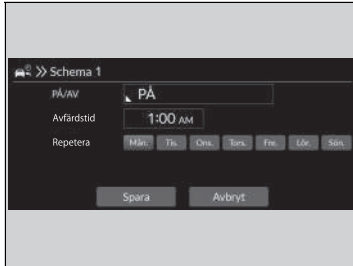 >> Schema 1
PÅ/AV PÅ
Avfärdstid 1:00 AM
Repetera Mån. Tis. Ons. Tors. Fre. Lör. Sön.
Spara Avbryt